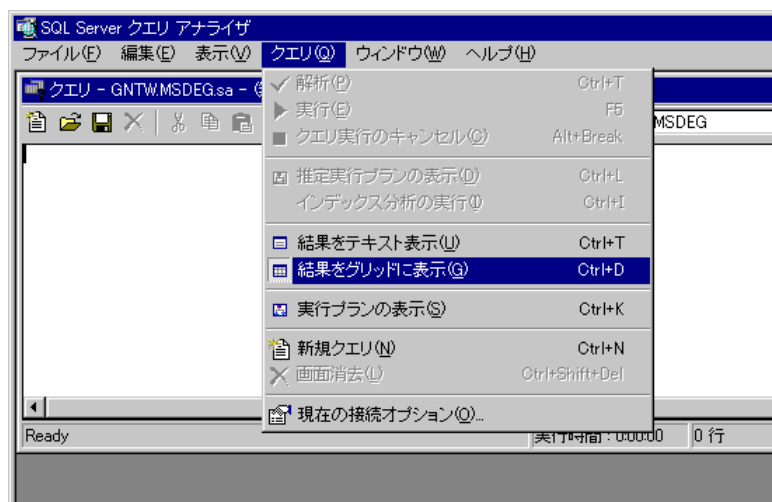 SQL Server クエリ アナライザ
ファイル(F) 編集(E) 表示(V) クエリ(Q) ウィンドウ(W) ヘルプ(H)
クエリ - GNTW.MSDEG.sa - (
MSDEG
解析(P) Ctrl+T
実行(E) F5
クエリ実行のキャンセル(C) Alt+Break
推定実行プランの表示(D) Ctrl+L
インデックス分析の実行(I) Ctrl+I
結果をテキスト表示(U) Ctrl+T
結果をグリッドに表示(G) Ctrl+D
実行プランの表示(S) Ctrl+K
新規クエリ(N) Ctrl+N
画面消去(L) Ctrl+Shift+Del
現在の接続オプション(O)...
Ready 実行時間 : 0:00:00 0 行